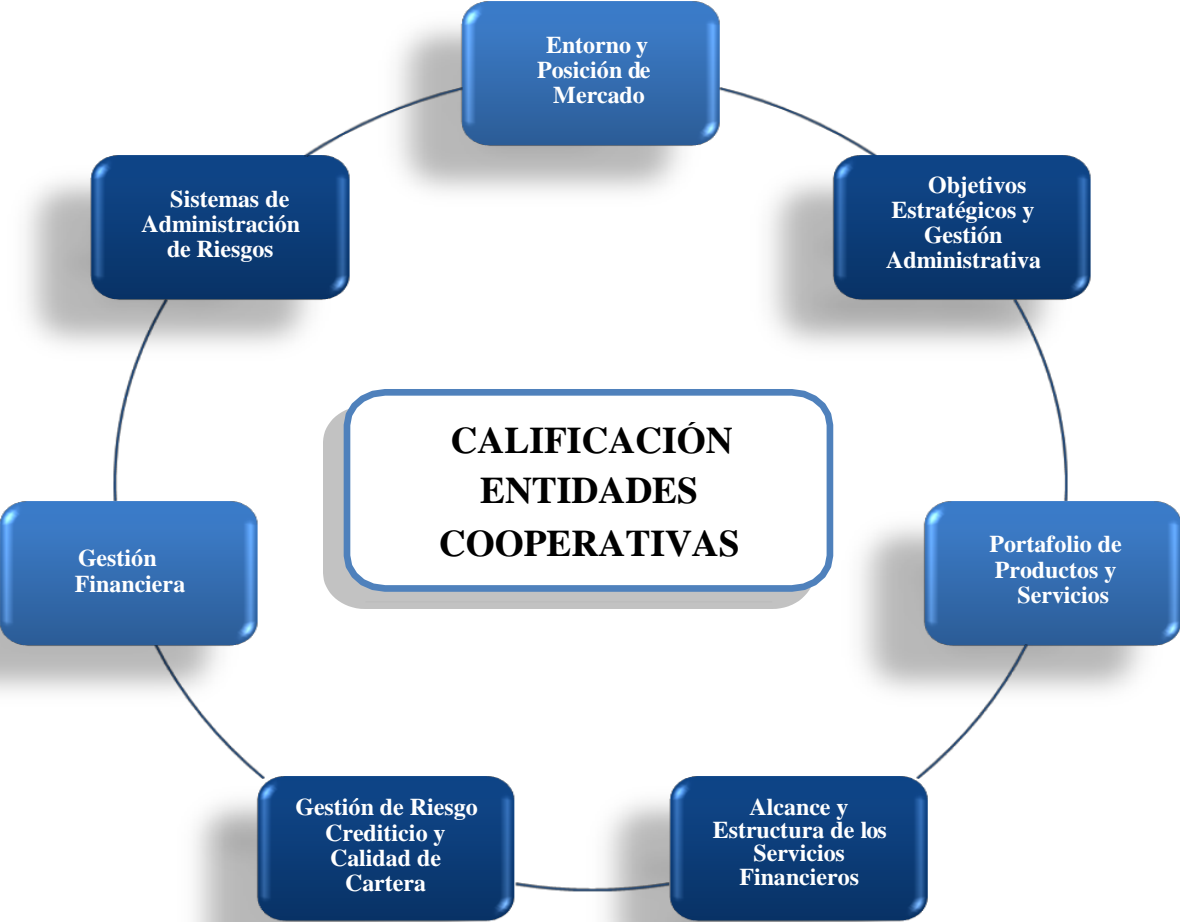 Entorno y
Posición de
Mercado
Objetivos
Estratégicos y
Gestión
Administrativa
Portafolio de
Productos y
Servicios
Alcance y
Estructura de los
Servicios
Financieros
Gestión de Riesgo
Crediticio y
Calidad de
Cartera
Gestión
Financiera
Sistemas de
Administración
de Riesgos
CALIFICACIÓN
ENTIDADES
COOPERATIVAS